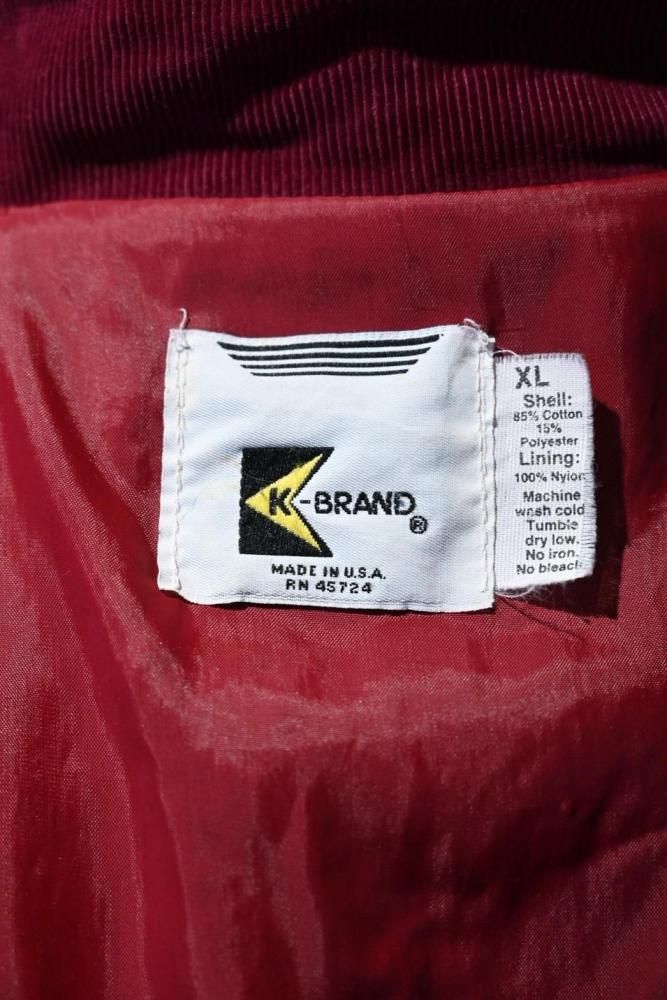 K-BRAND®
MADE IN U.S.A.
RN 45724
XL
Shell:
85% Cotton
15%
Polyester
Lining:
100% Nylon
Machine
wash cold
Tumble
dry low.
No iron.
No bleach